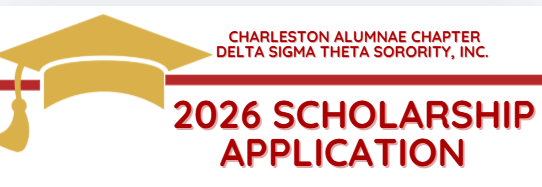 CHARLESTON ALUMNAE CHAPTER
DELTA SIGMA THETA SORORITY, INC.
2026 SCHOLARSHIP
APPLICATION